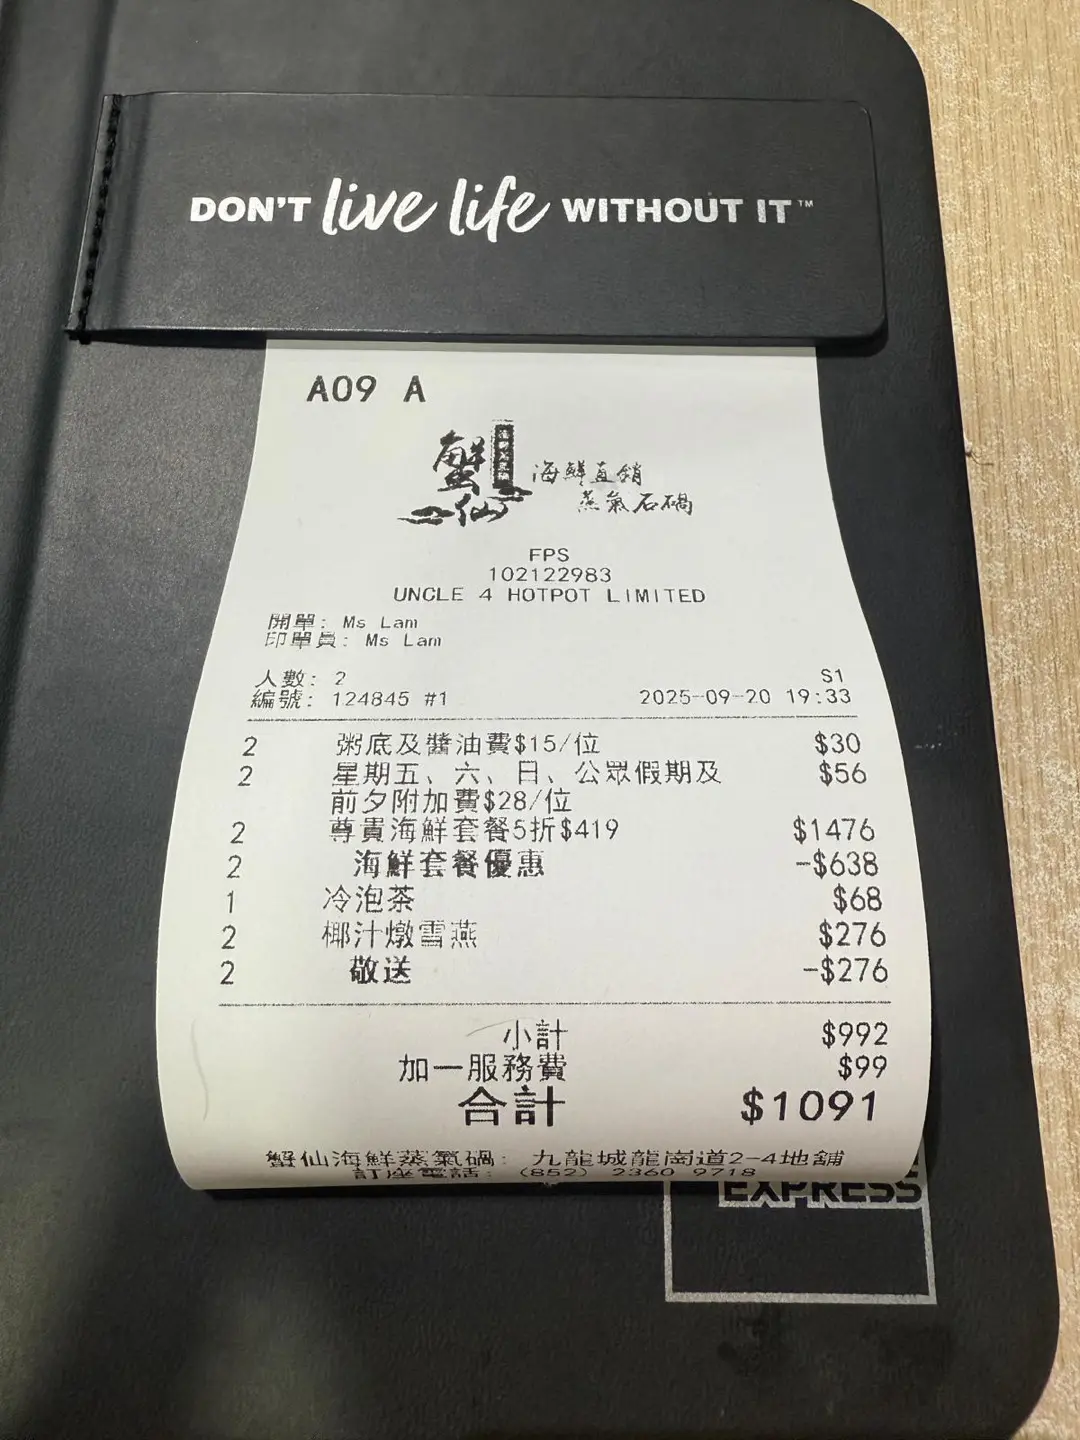 DON'T live life WITHOUT IT™
A09 A
蟹仙
海鮮直銷
蒸氣石鍋
FPS
102122983
UNCLE 4 HOTPOT LIMITED
開單: Ms Lam
印單員: Ms Lam
人數: 2 S1
編號: 124845 #1 2025-09-20 19:33
2 粥底及醬油費$15/位 $30
2 星期五、六、日、公眾假期及 $56
前夕附加費$28/位
2 尊貴海鮮套餐5折$419 $1476
2 海鮮套餐優惠 -$638
1 冷泡茶 $68
2 椰汁燉雪燕 $276
2 敬送 -$276
小計 $992
加一服務費 $99
合計 $1091
蟹仙海鮮蒸氣鍋: 九龍城龍崗道2-4地舖
訂座電話: (852) 2360 9718
EXPRESS